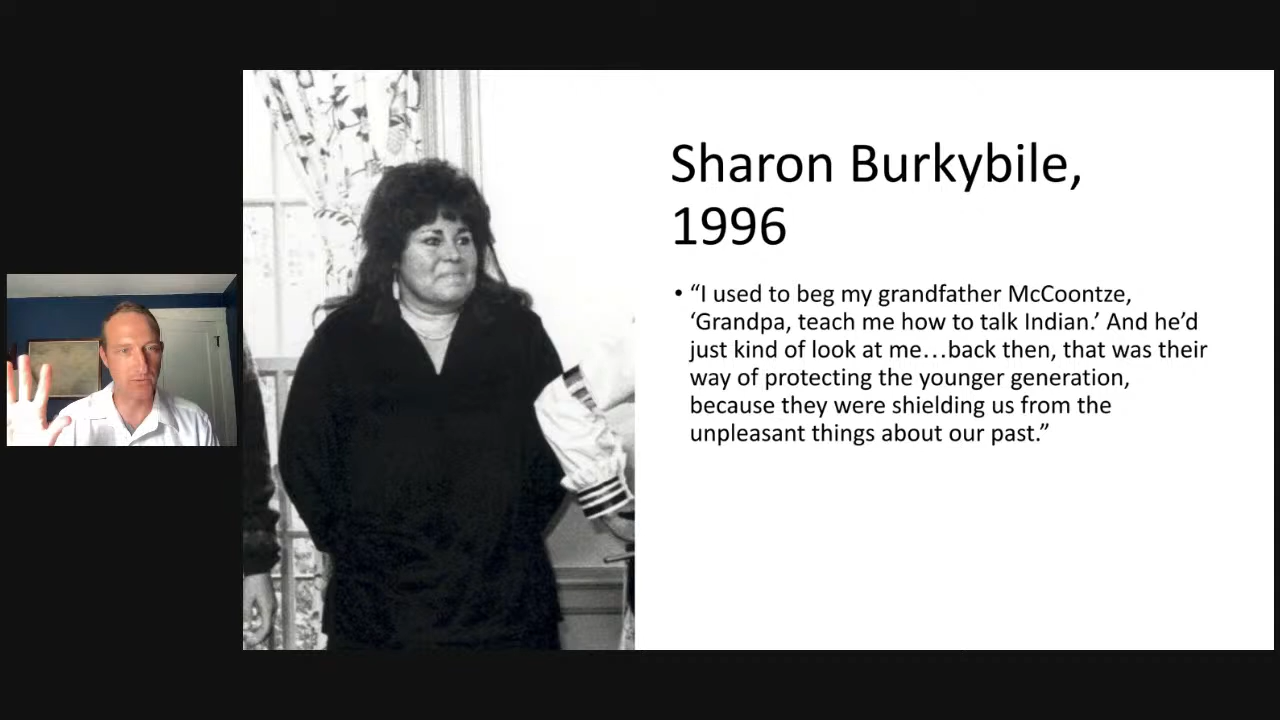 Sharon Burkybile,
1996
• “I used to beg my grandfather McCoontze,
‘Grandpa, teach me how to talk Indian.’ And he’d
just kind of look at me…back then, that was their
way of protecting the younger generation,
because they were shielding us from the
unpleasant things about our past.”